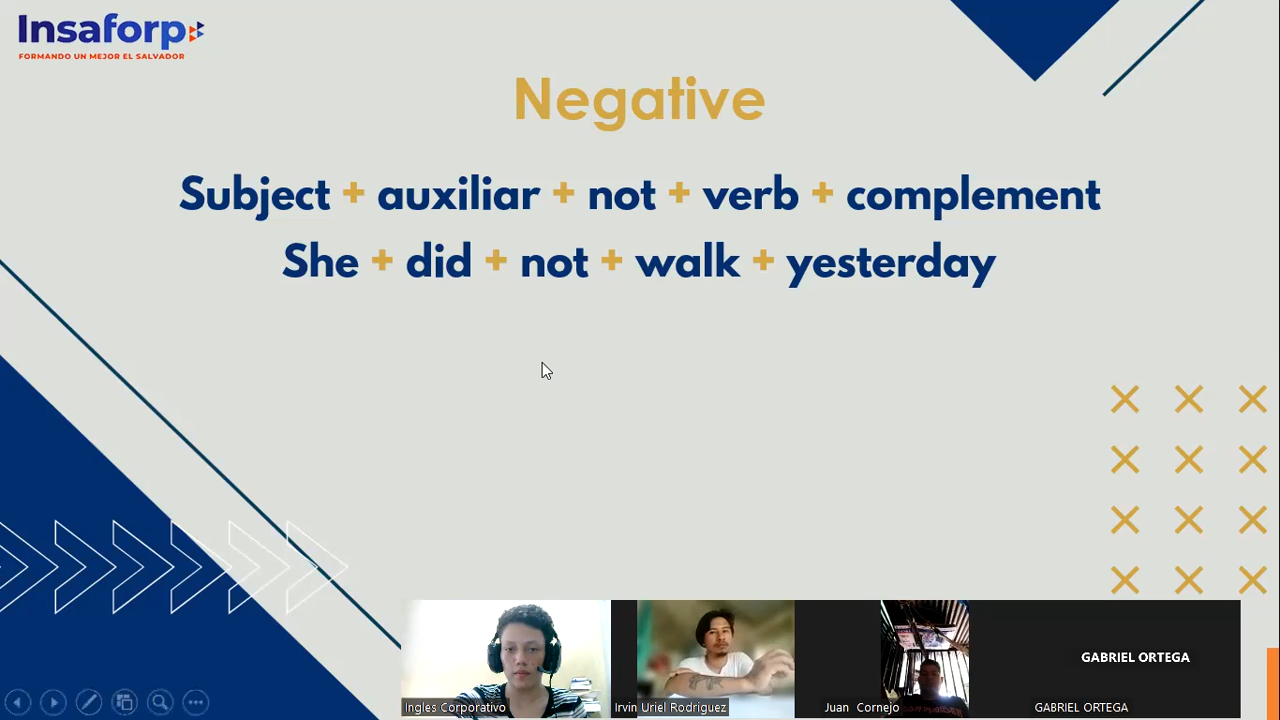 Insaforp
FORMANDO UN MEJOR EL SALVADOR
Negative
Subject + auxiliar + not + verb + complement
She + did + not + walk + yesterday
GABRIEL ORTEGA
Ingles Corporativo
Irvin Uriel Rodriguez
Juan Cornejo
GABRIEL ORTEGA